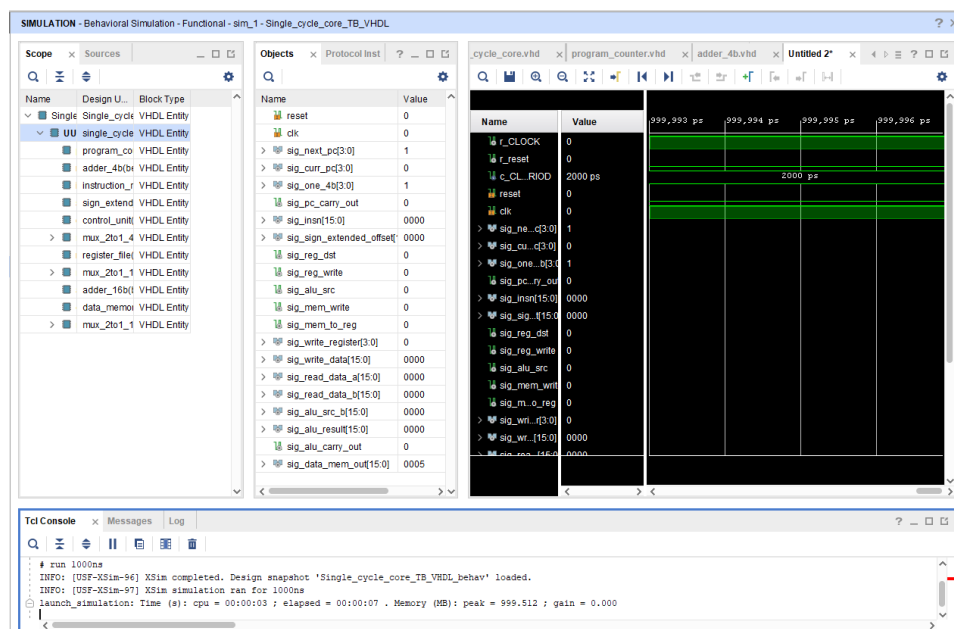 SIMULATION - Behavioral Simulation - Functional - sim_1 - Single_cycle_core_TB_VHDL
?
Scope × Sources
Name Design U... Block Type
Single Single_cycle VHDL Entity
UU single_cycle VHDL Entity
program_co VHDL Entity
adder_4b(be VHDL Entity
instruction_r VHDL Entity
sign_extend VHDL Entity
control_unit( VHDL Entity
mux_2to1_4 VHDL Entity
register_file( VHDL Entity
mux_2to1_1 VHDL Entity
adder_16b(l VHDL Entity
data_memor VHDL Entity
mux_2to1_1 VHDL Entity
Objects × Protocol Inst ?
Name Value
reset 0
clk 0
sig_next_pc[3:0] 1
sig_curr_pc[3:0] 0
sig_one_4b[3:0] 1
sig_pc_carry_out 0
sig_insn[15:0] 0000
sig_sign_extended_offset[ 0000
sig_reg_dst 0
sig_reg_write 0
sig_alu_src 0
sig_mem_write 0
sig_mem_to_reg 0
sig_write_register[3:0] 0
sig_write_data[15:0] 0000
sig_read_data_a[15:0] 0000
sig_read_data_b[15:0] 0000
sig_alu_src_b[15:0] 0000
sig_alu_result[15:0] 0000
sig_alu_carry_out 0
sig_data_mem_out[15:0] 0005
_cycle_core.vhd × program_counter.vhd × adder_4b.vhd × Untitled 2* × ?
Name Value
999,993 ps 999,994 ps 999,995 ps 999,996 ps
r_CLOCK 0
r_reset 0
c_CL...RIOD 2000 ps 2000 ps
reset 0
clk 0
sig_ne...c[3:0] 1
sig_cu...c[3:0] 0
sig_one...b[3:0 1
sig_pc...ry_ou 0
sig_insn[15:0] 0000
sig_sig...t[15:0 0000
sig_reg_dst 0
sig_reg_write 0
sig_alu_src 0
sig_mem_writ 0
sig_m...o_reg 0
sig_wri...r[3:0] 0
sig_wr...[15:0] 0000
sig_rea...[15:0 0000
Tcl Console × Messages Log ?
# run 1000ns
INFO: [USF-XSim-96] XSim completed. Design snapshot 'Single_cycle_core_TB_VHDL_behav' loaded.
INFO: [USF-XSim-97] XSim simulation ran for 1000ns
launch_simulation: Time (s): cpu = 00:00:03 ; elapsed = 00:00:07 . Memory (MB): peak = 999.512 ; gain = 0.000